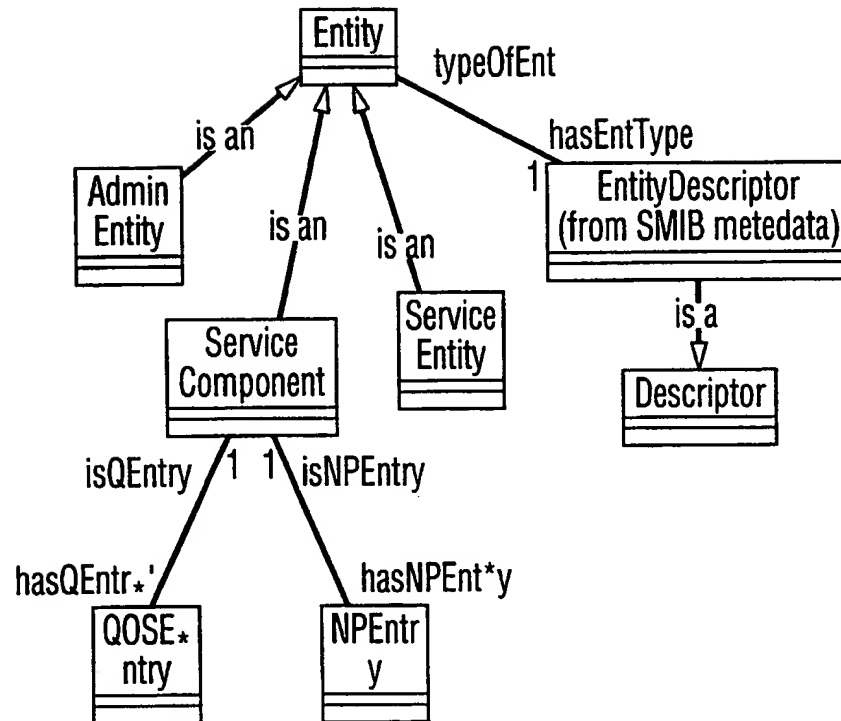 Entity
typeOfEnt
is an
hasEntType
1
Admin
Entity
EntityDescriptor
(from SMIB metedata)
is an
is an
is a
Service
Component
Service
Entity
Descriptor
isQEntry
1
1
isNPEntry
hasQEntr*'
hasNPEnt*y
QOSE*
ntry
NPEntr
y